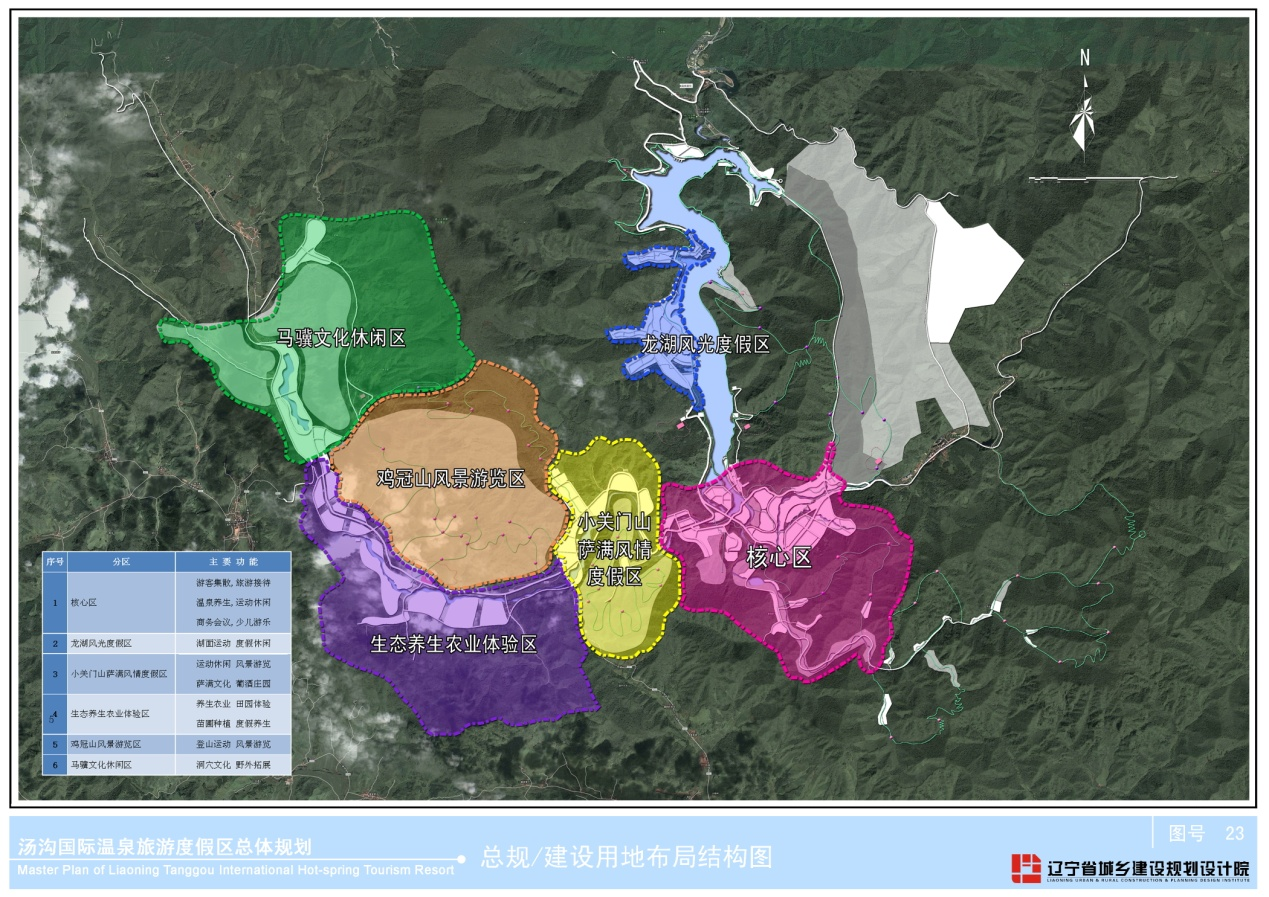 N
马骥文化休闲区
龙湖风光度假区
鸡冠山风景游览区
小关门山
萨满风情
度假区
核心区
生态养生农业体验区
序号 分区 主要功能
1 核心区 游客集散,旅游接待
温泉养生,运动休闲
商务会议,少儿游乐
2 龙湖风光度假区 湖面运动 度假休闲
3 小关门山萨满风情度假区 运动休闲 风景游览
萨满文化 葡酒庄园
4 生态养生农业体验区 养生农业 田园体验
苗圃种植 度假养生
5 鸡冠山风景游览区 登山运动 风景游览
6 马骥文化休闲区 洞穴文化 野外拓展
汤沟国际温泉旅游度假区总体规划
Master Plan of Liaoning Tanggou International Hot-spring Tourism Resort
总规/建设用地布局结构图
图号 23
辽宁省城乡建设规划设计院
LIAONING URBAN & RURAL CONSTRUCTION & PLANNING DESIGN INSTITUTE